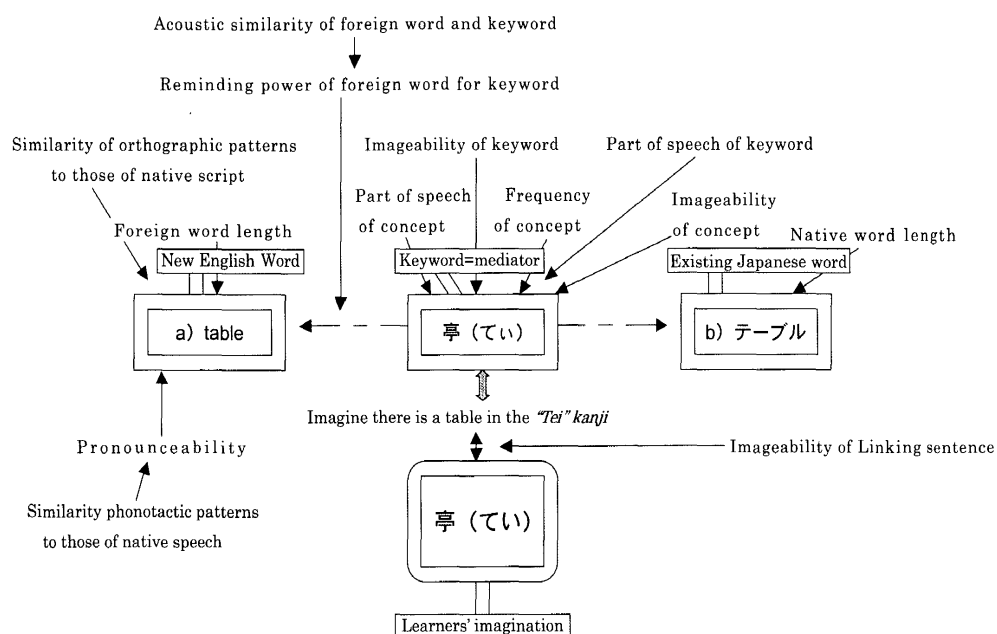 Acoustic similarity of foreign word and keyword
Reminding power of foreign word for keyword
Similarity of orthographic patterns
to those of native script
Imageability of keyword
Part of speech of keyword
Part of speech
of concept
Frequency
of concept
Imageability
of concept
Foreign word length
Native word length
New English Word
Keyword=mediator
Existing Japanese word
a) table
亭（てい）
b) テーブル
Imagine there is a table in the "Tei" kanji
Pronounceability
Imageability of Linking sentence
Similarity phonotactic patterns
to those of native speech
亭（てい）
Learners' imagination